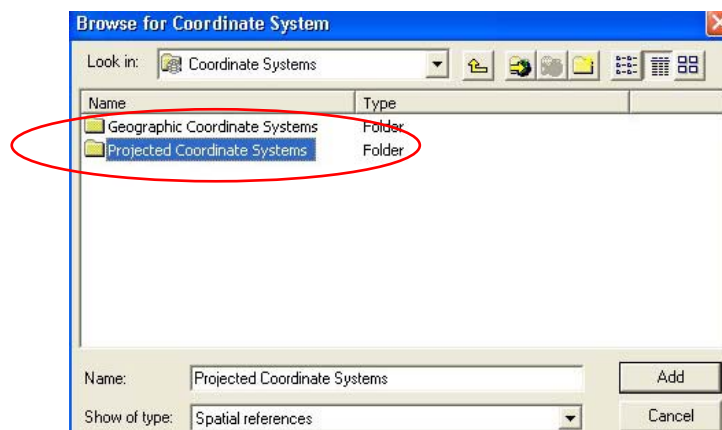 Browse for Coordinate System
Look in: Coordinate Systems
Name Type
Geographic Coordinate Systems Folder
Projected Coordinate Systems Folder
Name: Projected Coordinate Systems Add
Show of type: Spatial references Cancel